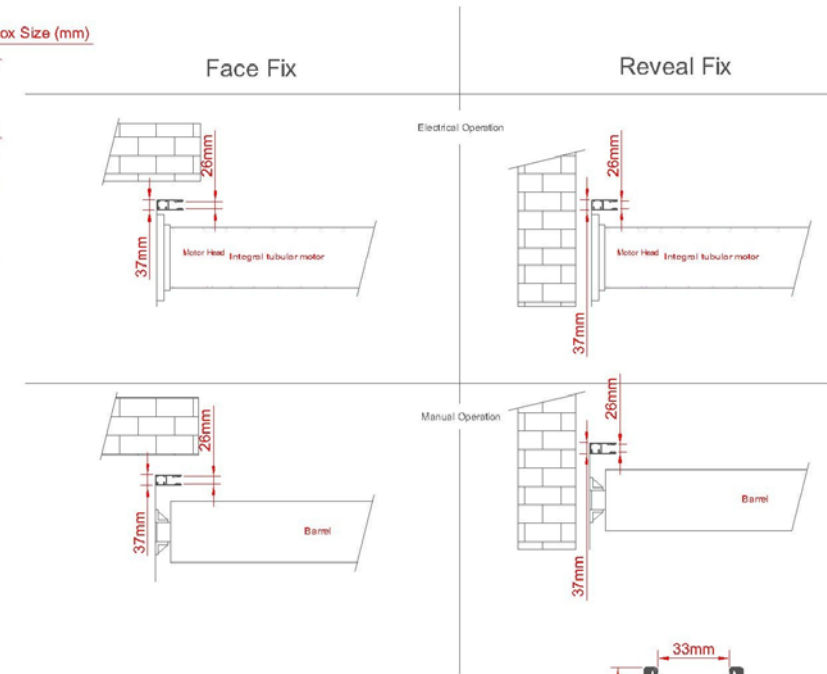 ox Size (mm)
Face Fix
Reveal Fix
Electrical Operation
26mm
37mm
Motor Head
Integral tubular motor
26mm
37mm
Motor Head
Integral tubular motor
Manual Operation
26mm
37mm
Barrel
26mm
37mm
Barrel
33mm